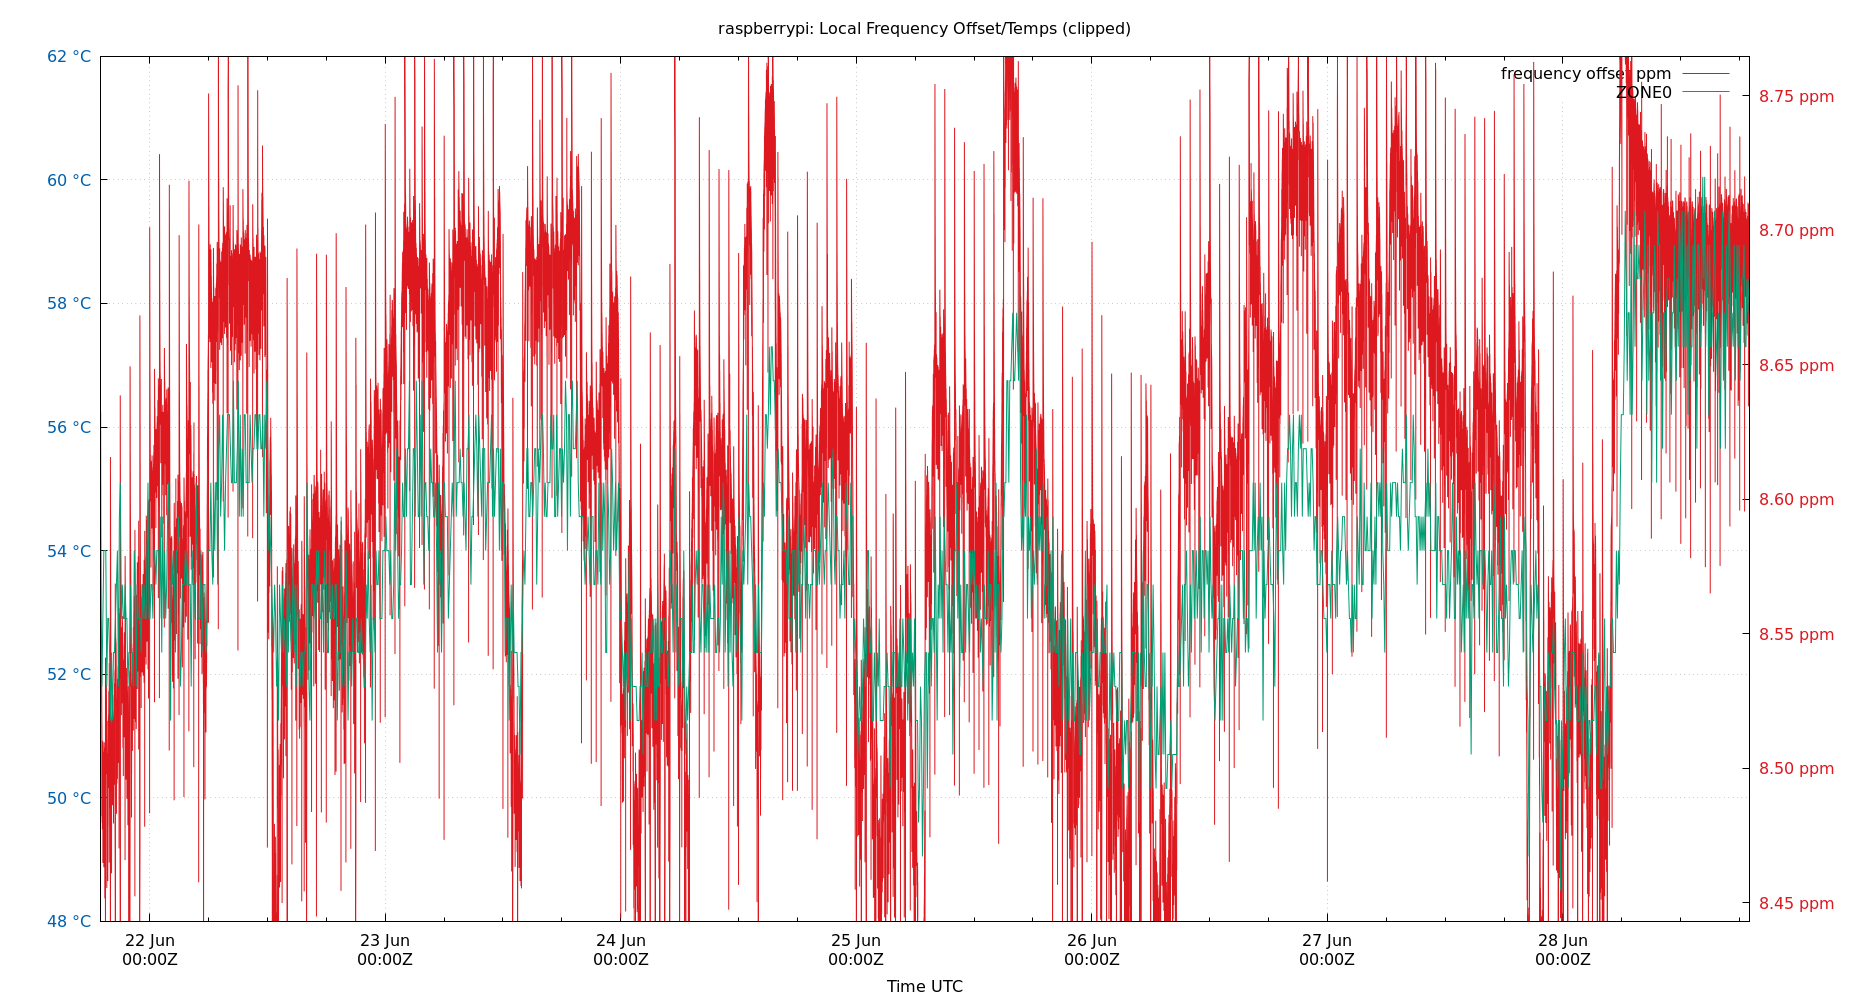 raspberrypi: Local Frequency Offset/Temps (clipped)
62 °C
60 °C
58 °C
56 °C
54 °C
52 °C
50 °C
48 °C
frequency offset ppm
ZONE0
8.75 ppm
8.70 ppm
8.65 ppm
8.60 ppm
8.55 ppm
8.50 ppm
8.45 ppm
22 Jun 23 Jun 24 Jun 25 Jun 26 Jun 27 Jun 28 Jun
00:00Z 00:00Z 00:00Z 00:00Z 00:00Z 00:00Z 00:00Z
Time UTC